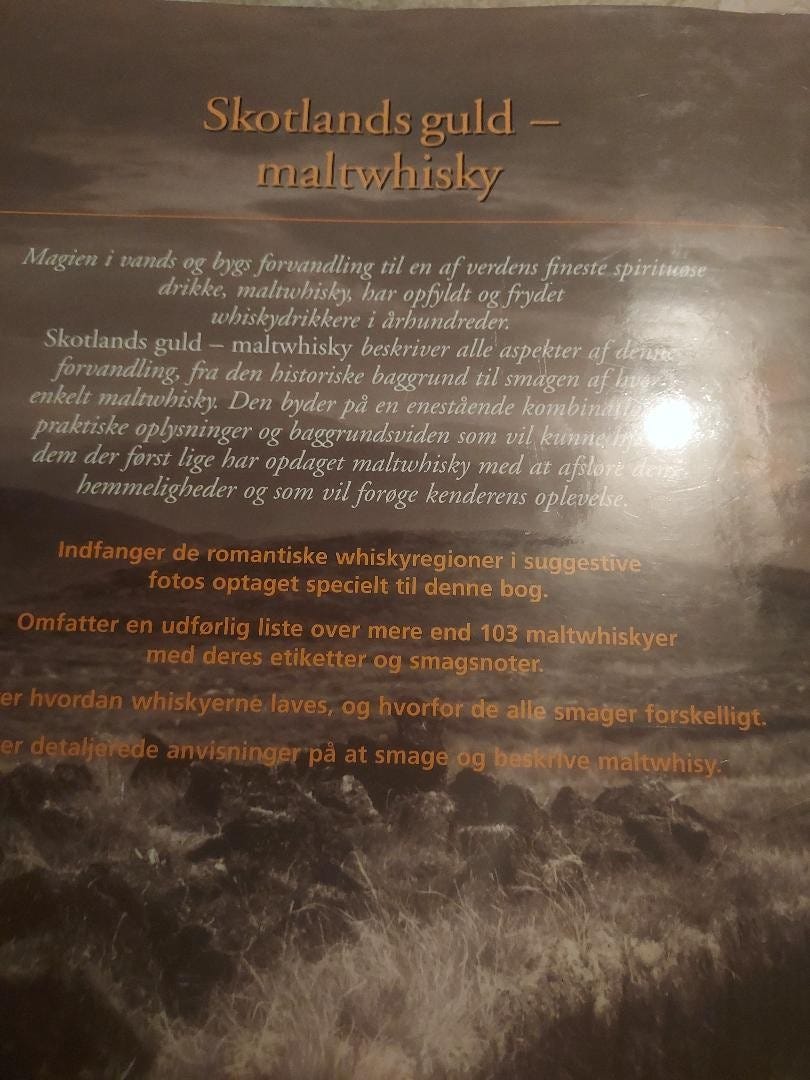 Skotlands guld –
maltwhisky
Magien i vands og bygs forvandling til en af verdens fineste spirituøse
drikke, maltwhisky, har opfyldt og frydet
whiskydrikkere i århundreder.
Skotlands guld – maltwhisky beskriver alle aspekter af denne
forvandling, fra den historiske baggrund til smagen af
enkelt maltwhisky. Den byder på en enestående
praktiske oplysninger og baggrundsviden som vil kunne
dem der først lige har opdaget maltwhisky med at afsløre dens
hemmeligheder og som vil forøge kenderens oplevelse.
Indfanger de romantiske whiskyregioner i suggestive
fotos optaget specielt til denne bog.
Omfatter en udførlig liste over mere end 103 maltwhiskyer
med deres etiketter og smagsnoter.
er hvordan whiskyerne laves, og hvorfor de alle smager forskelligt.
er detaljerede anvisninger på at smage og beskrive maltwhisy.